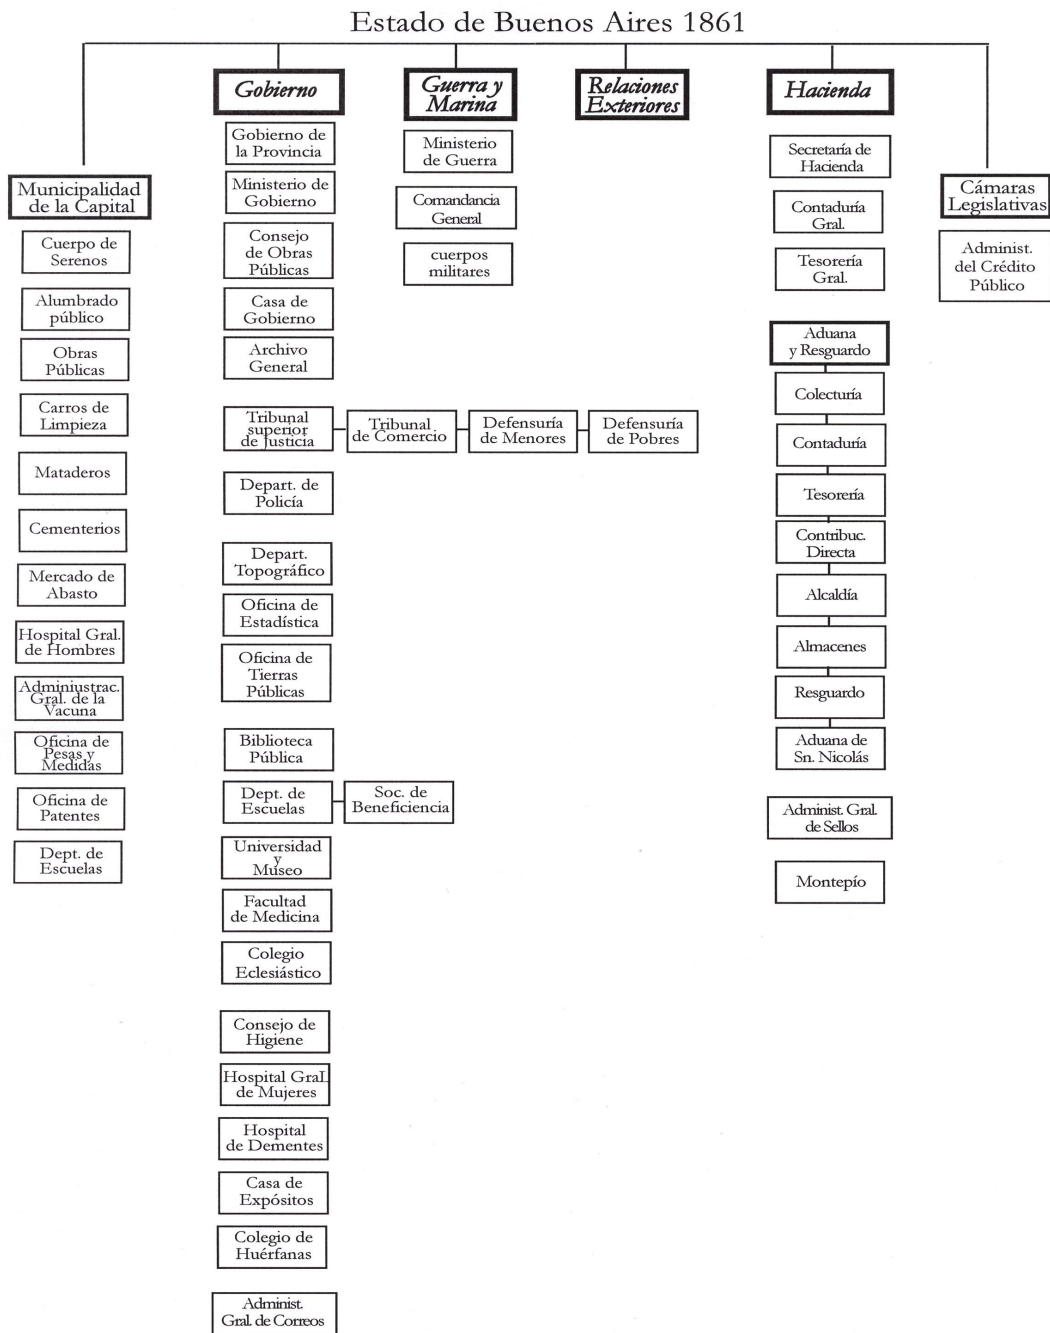 Estado de Buenos Aires 1861
Municipalidad
de la Capital
Cuerpo de
Serenos
Alumbrado
público
Obras
Públicas
Carros de
Limpieza
Mataderos
Cementerios
Mercado de
Abasto
Hospital Gral.
de Hombres
Adminiustrac.
Gral. de la
Vacuna
Oficina de
Pesas y
Medidas
Oficina de
Patentes
Dept. de
Escuelas
Gobierno
Gobierno de
la Provincia
Ministerio de
Gobierno
Consejo
de Obras
Públicas
Casa de
Gobierno
Archivo
General
Tribunal
superior
de Justicia
Tribunal
de Comercio
Defensuría
de Menores
Defensuría
de Pobres
Depart. de
Policía
Depart.
Topográfico
Oficina de
Estadística
Oficina de
Tierras
Públicas
Biblioteca
Pública
Dept. de
Escuelas
Soc. de
Beneficiencia
Universidad
y
Museo
Facultad
de Medicina
Colegio
Eclesiástico
Consejo de
Higiene
Hospital GraL
de Mujeres
Hospital
de Dementes
Casa de
Expósitos
Colegio de
Huérfanas
Administ.
Gral. de Correos
Guerra y
Marina
Ministerio
de Guerra
Comandancia
General
cuerpos
militares
Relaciones
Exteriores
Hacienda
Secretaría de
Hacienda
Contaduría
Gral.
Tesorería
Gral.
Aduana
y Resguardo
Colecturía
Contaduría
Tesorería
Contribuc.
Directa
Alcaldía
Almacenes
Resguardo
Aduana de
Sn. Nicolás
Administ. Gral.
de Sellos
Montepío
Cámaras
Legislativas
Administ.
del Crédito
Público